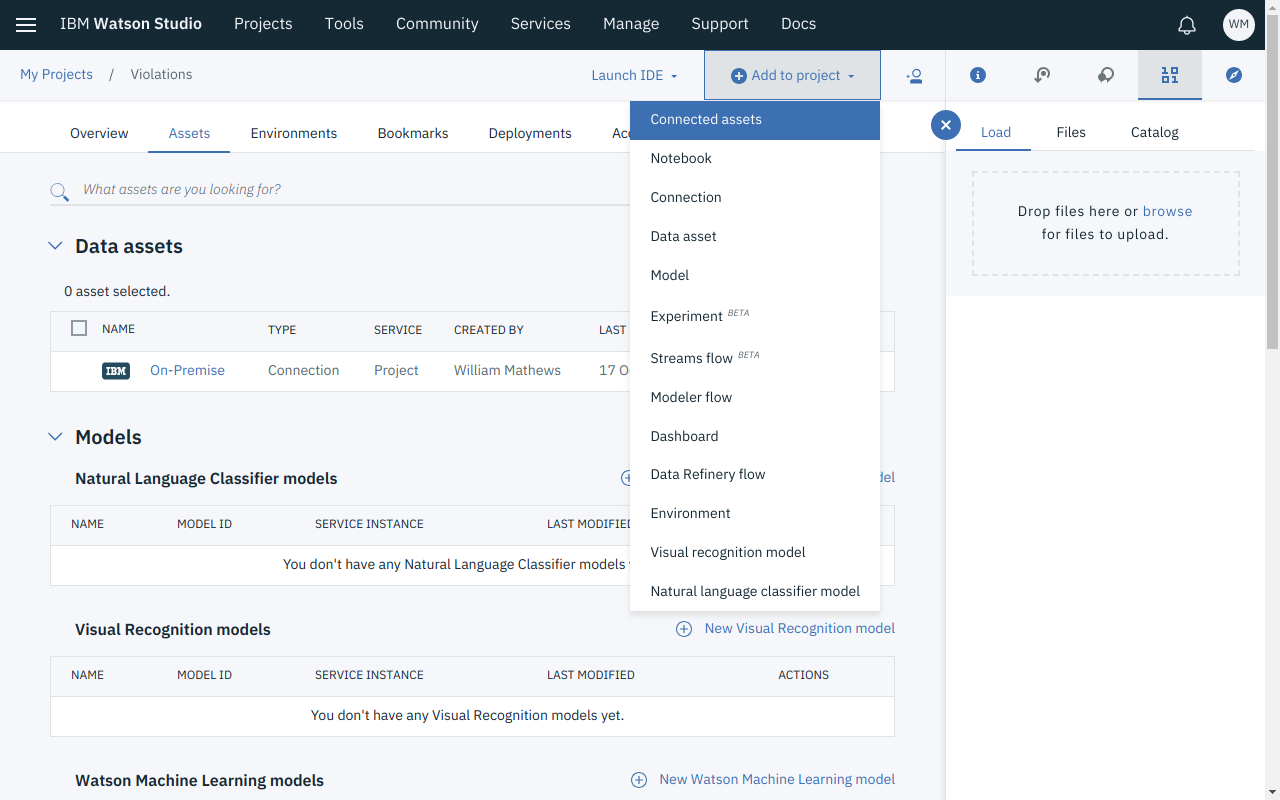 IBM Watson Studio Projects Tools Community Services Manage Support Docs WM
My Projects / Violations Launch IDE Add to project
Overview Assets Environments Bookmarks Deployments
Connected assets
Notebook
Connection
Data asset
Model
Experiment BETA
Streams flow BETA
Modeler flow
Dashboard
Data Refinery flow
Environment
Visual recognition model
Natural language classifier model
Load Files Catalog
Drop files here or browse
for files to upload.
What assets are you looking for?
Data assets
0 asset selected.
NAME TYPE SERVICE CREATED BY LAST
IBM On-Premise Connection Project William Mathews 17
Models
Natural Language Classifier models
NAME MODEL ID SERVICE INSTANCE LAST MODIFIED
You don't have any Natural Language Classifier models
Visual Recognition models New Visual Recognition model
NAME MODEL ID SERVICE INSTANCE LAST MODIFIED ACTIONS
You don't have any Visual Recognition models yet.
Watson Machine Learning models New Watson Machine Learning model